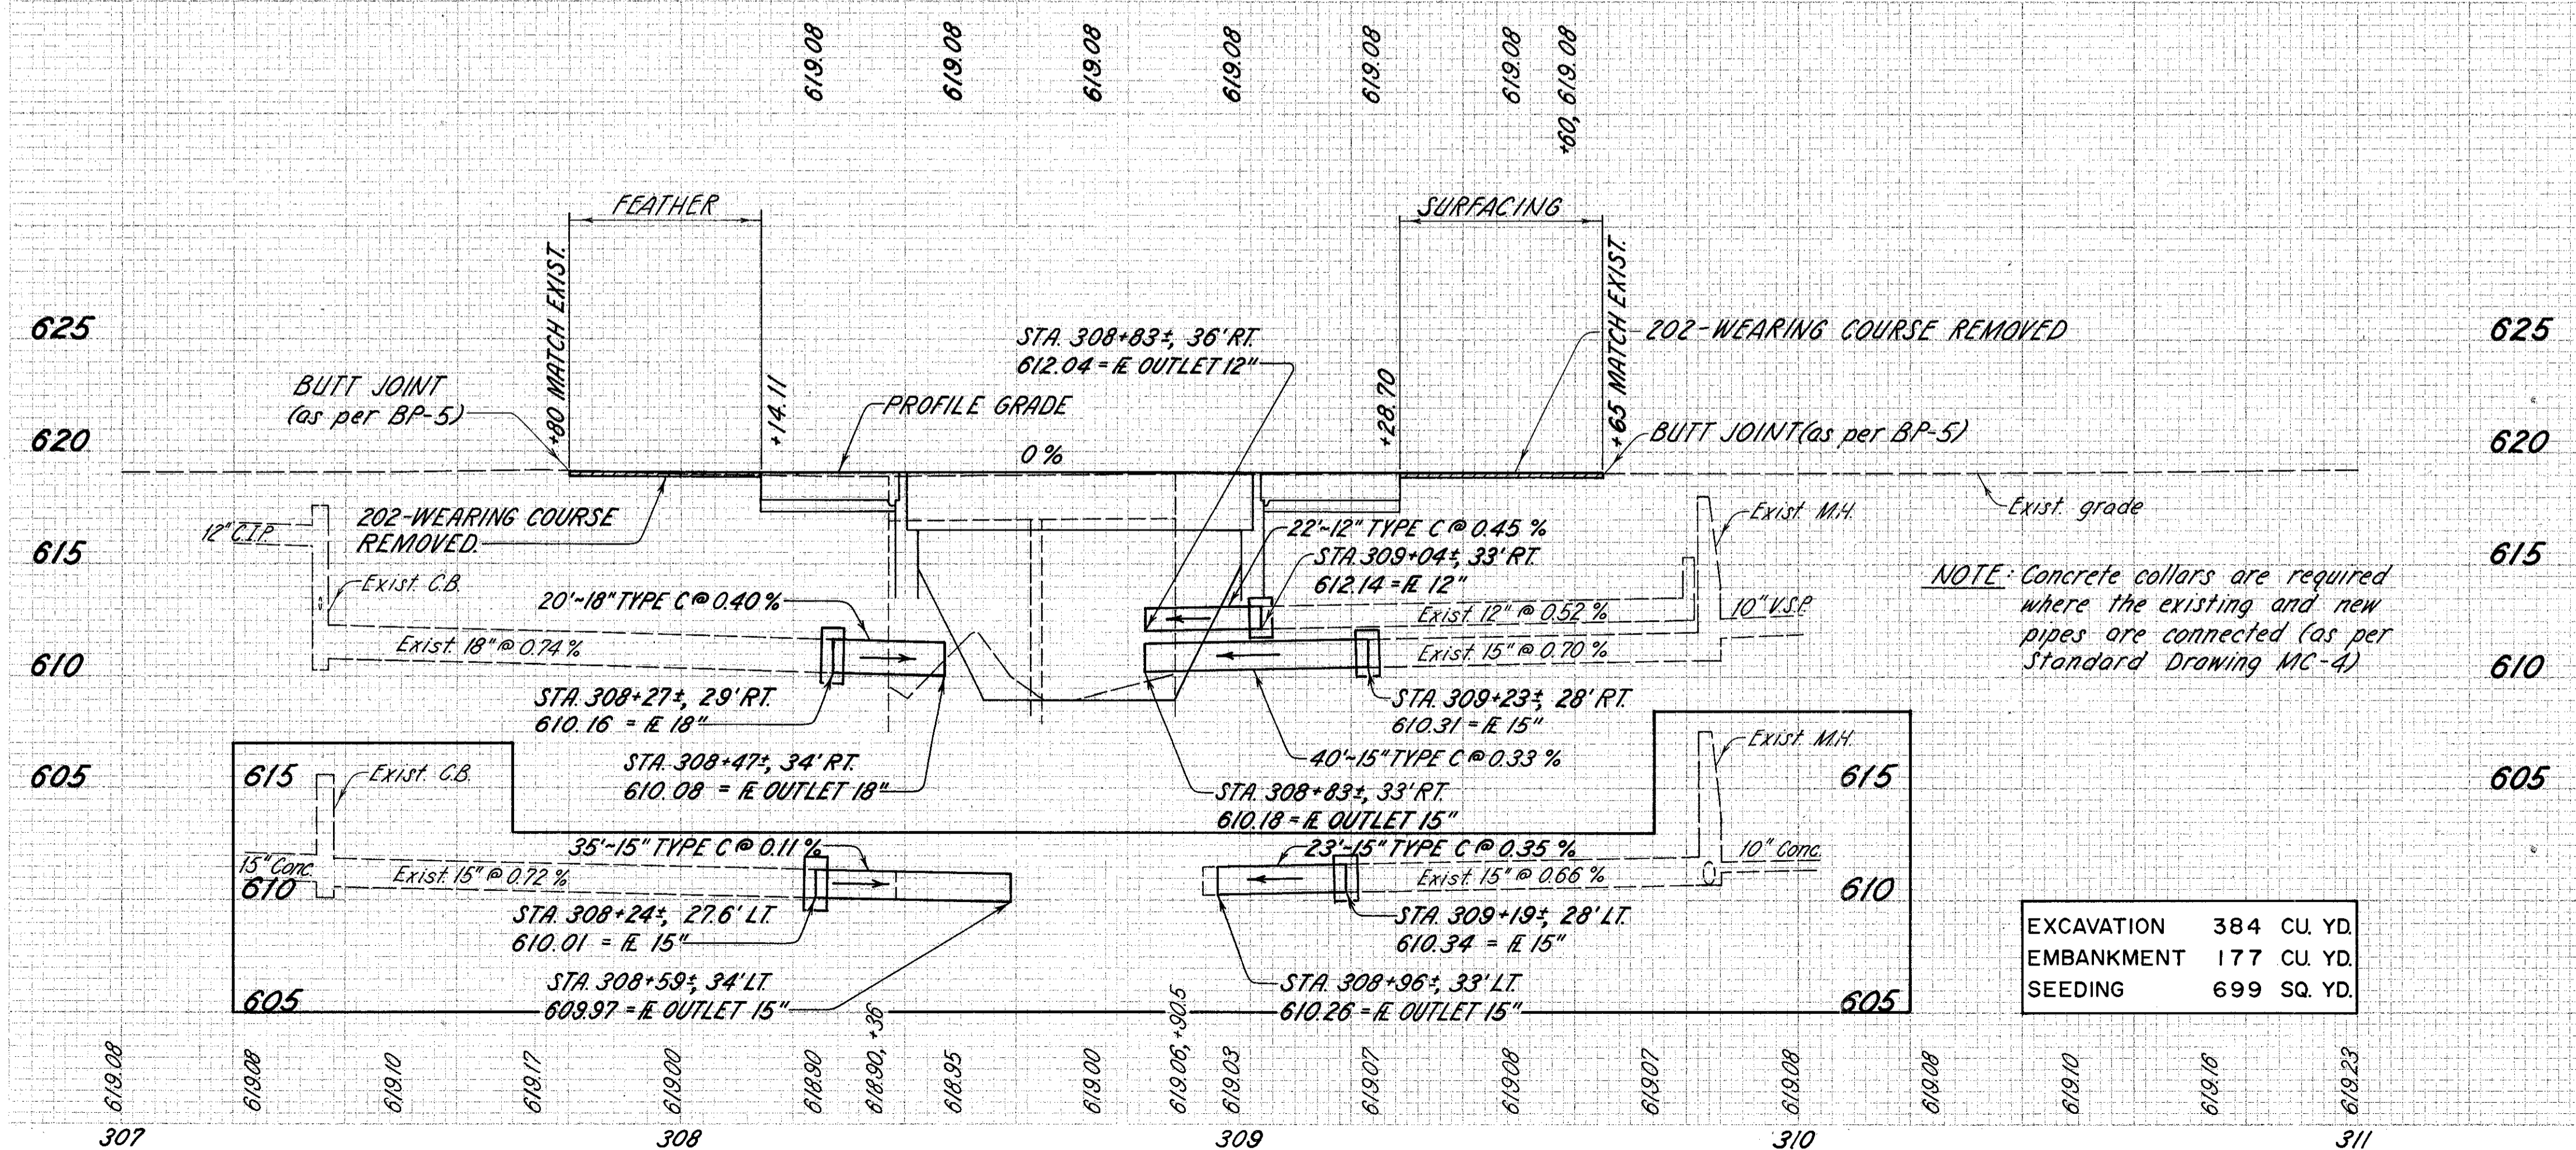 619.08 619.08 619.08 619.08 619.08 619.08 +60, 619.08
FEATHER
SURFACING
+80 MATCH EXIST.
+14.11
+28.70
+65 MATCH EXIST.
625
625
STA. 308+83±, 36' RT.
612.04 = ℄ OUTLET 12"
202-WEARING COURSE REMOVED
BUTT JOINT
(as per BP-5)
PROFILE GRADE
0 %
BUTT JOINT (as per BP-5)
620
620
Exist. grade
12" C.I.P.
202-WEARING COURSE
REMOVED.
22'~12" TYPE C @ 0.45 %
STA. 309+04±, 33' RT.
612.14 = ℄ 12"
Exist. M.H.
615
615
Exist. C.B.
20'~18" TYPE C @ 0.40 %
Exist. 12" @ 0.52 %
10" V.S.P.
NOTE: Concrete collars are required
where the existing and new
pipes are connected (as per
Standard Drawing MC-4)
Exist. 18" @ 0.74 %
Exist. 15" @ 0.70 %
610
610
STA. 308+27±, 29' RT.
610.16 = ℄ 18"
STA. 309+23±, 28' RT.
610.31 = ℄ 15"
STA. 308+47±, 34' RT.
610.08 = ℄ OUTLET 18"
40'~15" TYPE C @ 0.33 %
STA. 308+83±, 33' RT.
610.18 = ℄ OUTLET 15"
Exist. M.H.
605
605
615
Exist. C.B.
615
35'~15" TYPE C @ 0.11 %
23'~15" TYPE C @ 0.35 %
15" Conc.
Exist. 15" @ 0.72 %
Exist. 15" @ 0.66 %
10" Conc.
610
610
STA. 308+24±, 27.6' LT.
610.01 = ℄ 15"
STA. 309+19±, 28' LT.
610.34 = ℄ 15"
STA. 308+59±, 34' LT.
609.97 = ℄ OUTLET 15"
STA. 308+96±, 33' LT.
610.26 = ℄ OUTLET 15"
605
605
EXCAVATION 384 CU. YD.
EMBANKMENT 177 CU. YD.
SEEDING 699 SQ. YD.
619.08 619.08 619.10 619.17 619.00 618.90 618.90, +36 618.95 619.00 619.06, +90.5 619.03 619.07 619.08 619.07 619.08 619.08 619.10 619.16 619.23
307 308 309 310 311